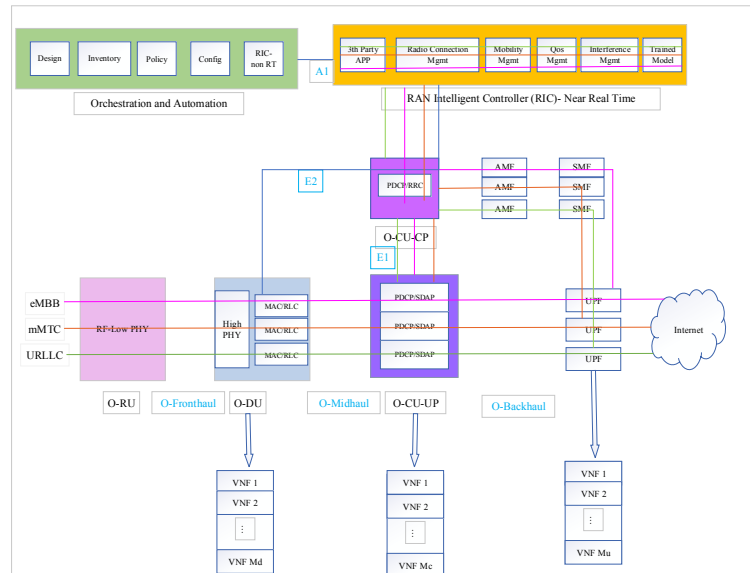 Design
Inventory
Policy
Config
RIC-
non RT
Orchestration and Automation
A1
3th Party
APP
Radio Connection
Mgmt
Mobility
Mgmt
Qos
Mgmt
Interference
Mgmt
Trained
Model
RAN Intelligent Controller (RIC)- Near Real Time
E2
PDCP/RRC
O-CU-CP
AMF
SMF
AMF
SMF
AMF
SMF
E1
eMBB
mMTC
URLLC
RF-Low PHY
High
PHY
MAC/RLC
MAC/RLC
MAC/RLC
PDCP/SDAP
PDCP/SDAP
PDCP/SDAP
UPF
UPF
UPF
Internet
O-RU
O-Fronthaul
O-DU
O-Midhaul
O-CU-UP
O-Backhaul
VNF 1
VNF 2
⋮
VNF Md
VNF 1
VNF 2
⋮
VNF Mc
VNF 1
VNF 2
⋮
VNF Mu